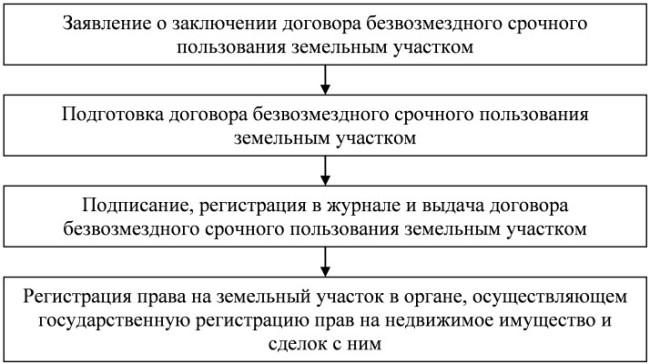 Заявление о заключении договора безвозмездного срочного
пользования земельным участком
Подготовка договора безвозмездного срочного пользования
земельным участком
Подписание, регистрация в журнале и выдача договора
безвозмездного срочного пользования земельным участком
Регистрация права на земельный участок в органе, осуществляющем
государственную регистрацию прав на недвижимое имущество и
сделок с ним